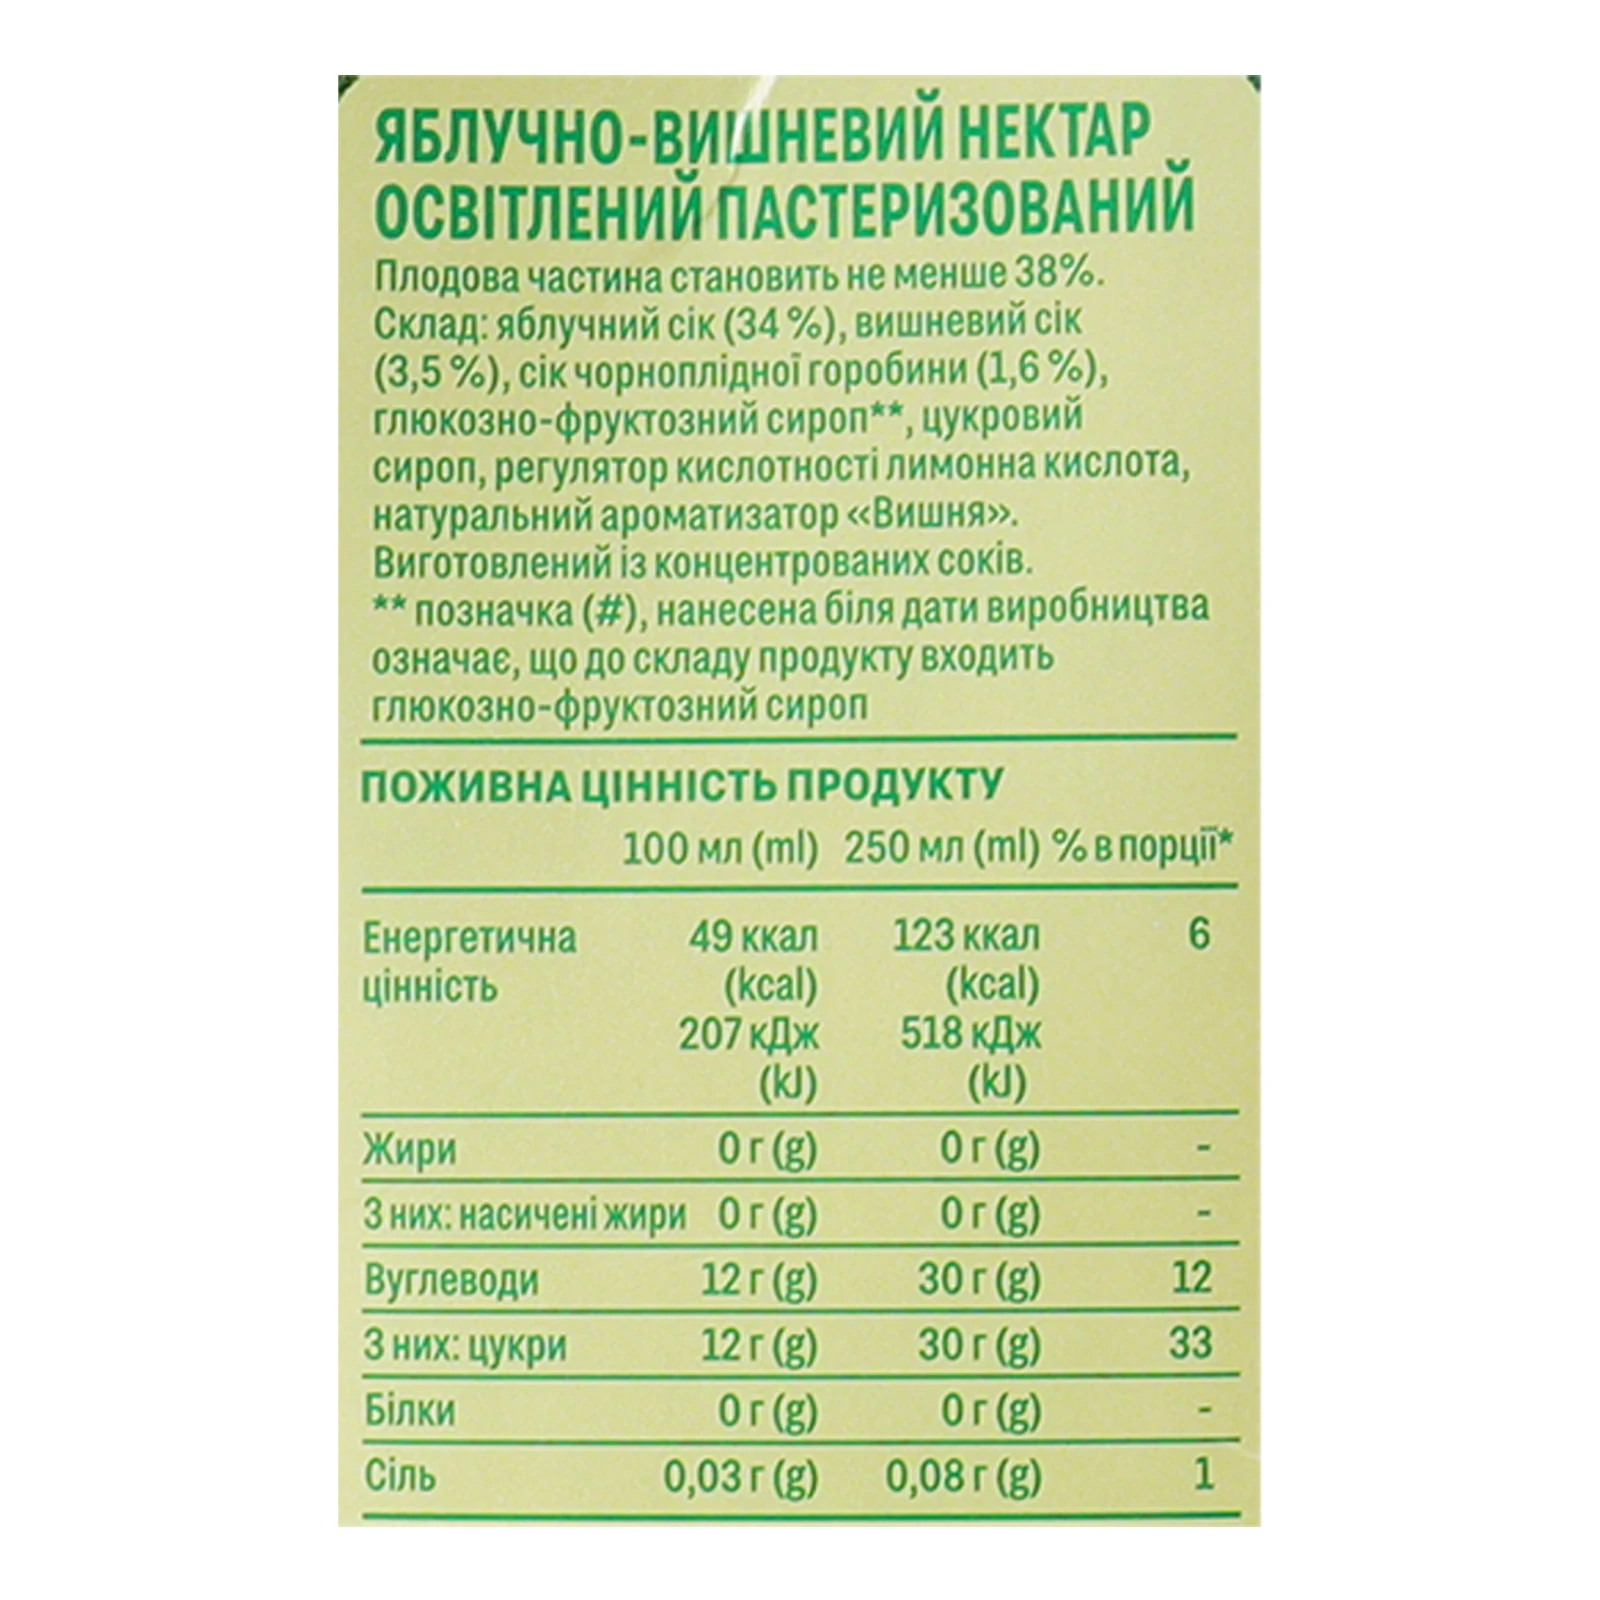 ЯБЛУЧНО-ВИШНЕВИЙ НЕКТАР
ОСВІТЛЕНИЙ ПАСТЕРИЗОВАНИЙ
Плодова частина становить не менше 38%.
Склад: яблучний сік (34 %), вишневий сік
(3,5 %), сік чорноплідної горобини (1,6 %),
глюкозно-фруктозний сироп**, цукровий
сироп, регулятор кислотності лимонна кислота,
натуральний ароматизатор «Вишня».
Виготовлений із концентрованих соків.
** позначка (#), нанесена біля дати виробництва
означає, що до складу продукту входить
глюкозно-фруктозний сироп
ПОЖИВНА ЦІННІСТЬ ПРОДУКТУ
100 мл (ml) 250 мл (ml) % в порції*
Енергетична 49 ккал 123 ккал 6
цінність (kcal) (kcal)
207 кДж 518 кДж
(kJ) (kJ)
Жири 0 г (g) 0 г (g) -
З них: насичені жири 0 г (g) 0 г (g) -
Вуглеводи 12 г (g) 30 г (g) 12
З них: цукри 12 г (g) 30 г (g) 33
Білки 0 г (g) 0 г (g) -
Сіль 0,03 г (g) 0,08 г (g) 1